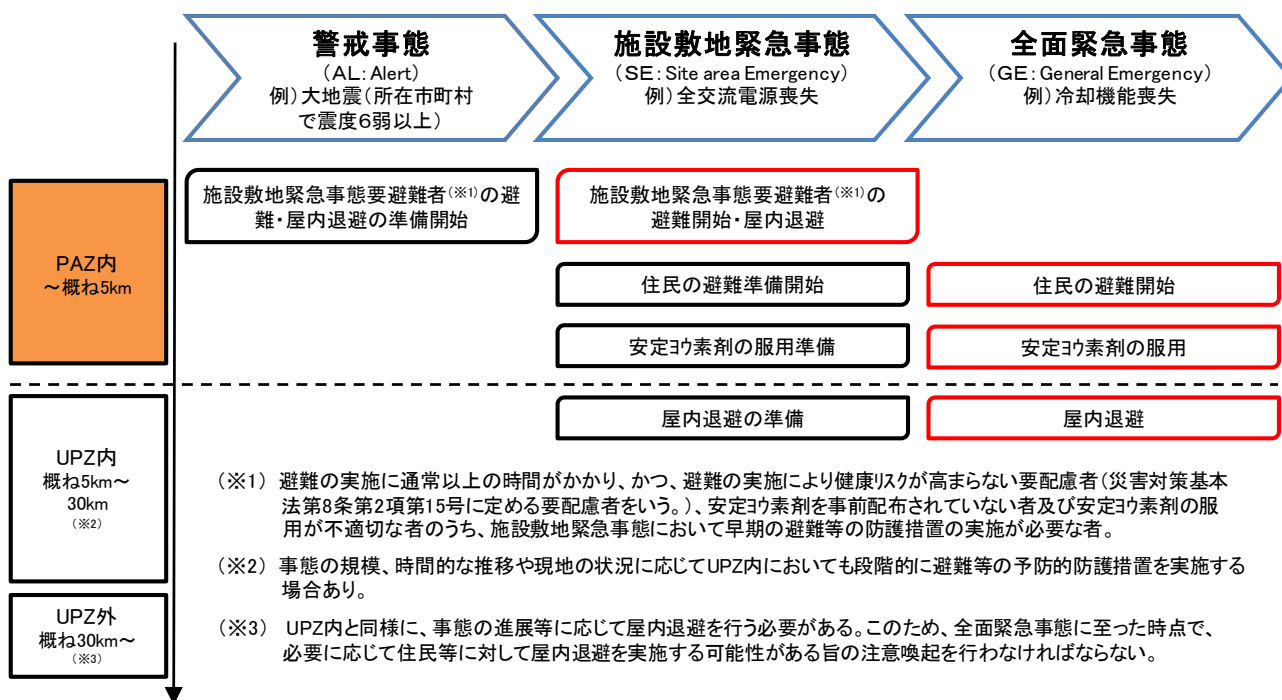 警戒事態
(AL:Alert)
例)大地震(所在市町村
で震度6弱以上)
施設敷地緊急事態
(SE:Site area Emergency)
例)全交流電源喪失
全面緊急事態
(GE:General Emergency)
例)冷却機能喪失
PAZ内
~概ね5km
施設敷地緊急事態要避難者(※1)の避
難・屋内退避の準備開始
施設敷地緊急事態要避難者(※1)の
避難開始・屋内退避
住民の避難準備開始
住民の避難開始
安定ヨウ素剤の服用準備
安定ヨウ素剤の服用
UPZ内
概ね5km~
30km
(※2)
屋内退避の準備
屋内退避
(※1) 避難の実施に通常以上の時間がかかり、かつ、避難の実施により健康リスクが高まらない要配慮者(災害対策基本
法第8条第2項第15号に定める要配慮者をいう。)、安定ヨウ素剤を事前配布されていない者及び安定ヨウ素剤の服
用が不適切な者のうち、施設敷地緊急事態において早期の避難等の防護措置の実施が必要な者。
(※2) 事態の規模、時間的な推移や現地の状況に応じてUPZ内においても段階的に避難等の予防的防護措置を実施する
場合あり。
UPZ外
概ね30km~
(※3)
(※3) UPZ内と同様に、事態の進展等に応じて屋内退避を行う必要がある。このため、全面緊急事態に至った時点で、
必要に応じて住民等に対して屋内退避を実施する可能性がある旨の注意喚起を行わなければならない。